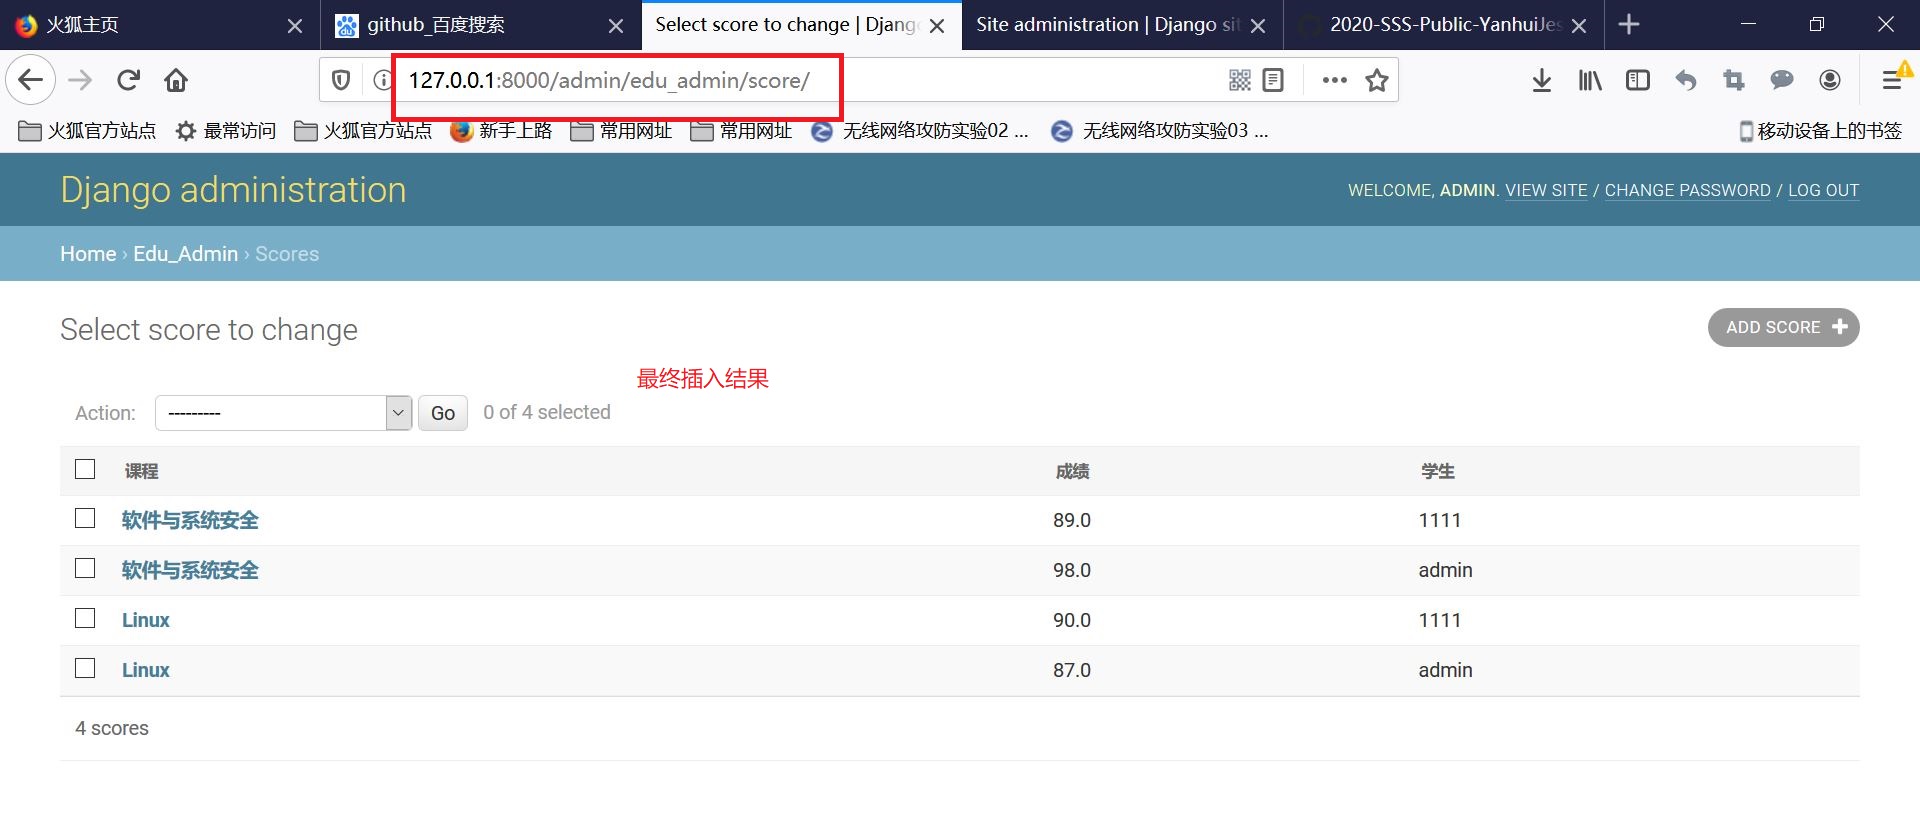 火狐主页
github_百度搜索
Select score to change | Djang
Site administration | Django sit
2020-SSS-Public-YanhuiJes
127.0.0.1:8000/admin/edu_admin/score/
火狐官方站点 最常访问 火狐官方站点 新手上路 常用网址 常用网址 无线网络攻防实验02 ... 无线网络攻防实验03 ... 移动设备上的书签
Django administration
WELCOME, ADMIN. VIEW SITE / CHANGE PASSWORD / LOG OUT
Home › Edu_Admin › Scores
Select score to change
ADD SCORE +
最终插入结果
Action: --------- Go 0 of 4 selected
课程 成绩 学生
软件与系统安全 89.0 1111
软件与系统安全 98.0 admin
Linux 90.0 1111
Linux 87.0 admin
4 scores